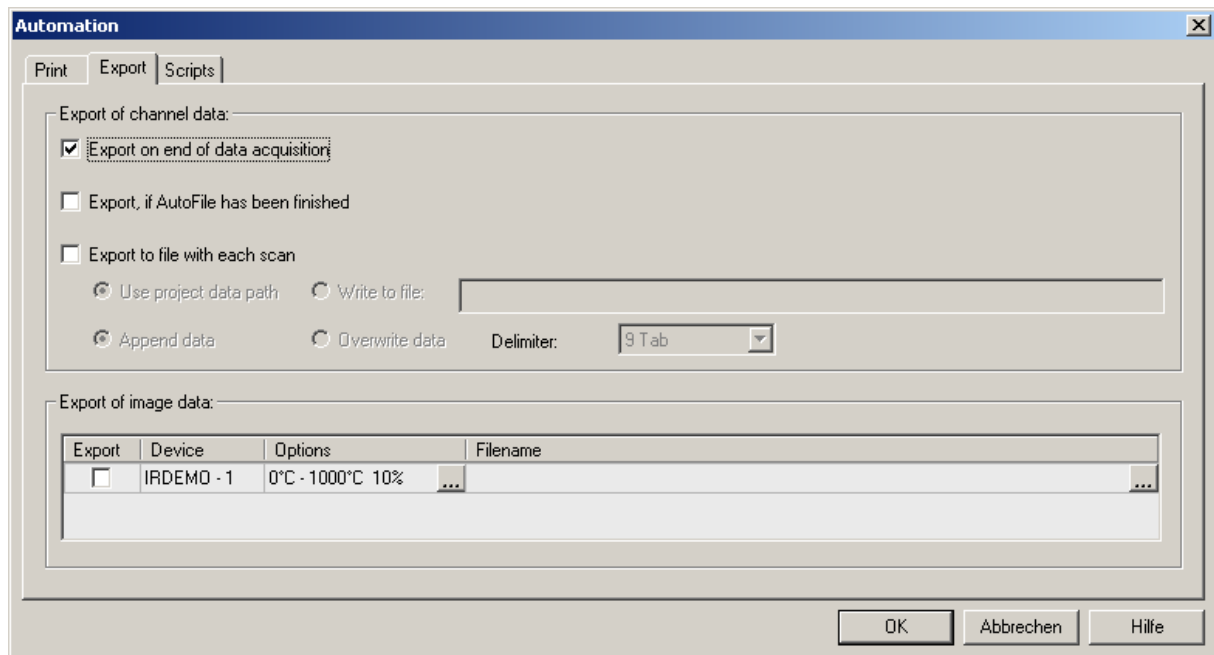 Automation
Print Export Scripts
Export of channel data:
Export on end of data acquisition
Export, if AutoFile has been finished
Export to file with each scan
Use project data path Write to file:
Append data Overwrite data Delimiter: 9 Tab
Export of image data:
Export Device Options Filename
IRDEMO - 1 0°C - 1000°C 10% ... ...
OK Abbrechen Hilfe